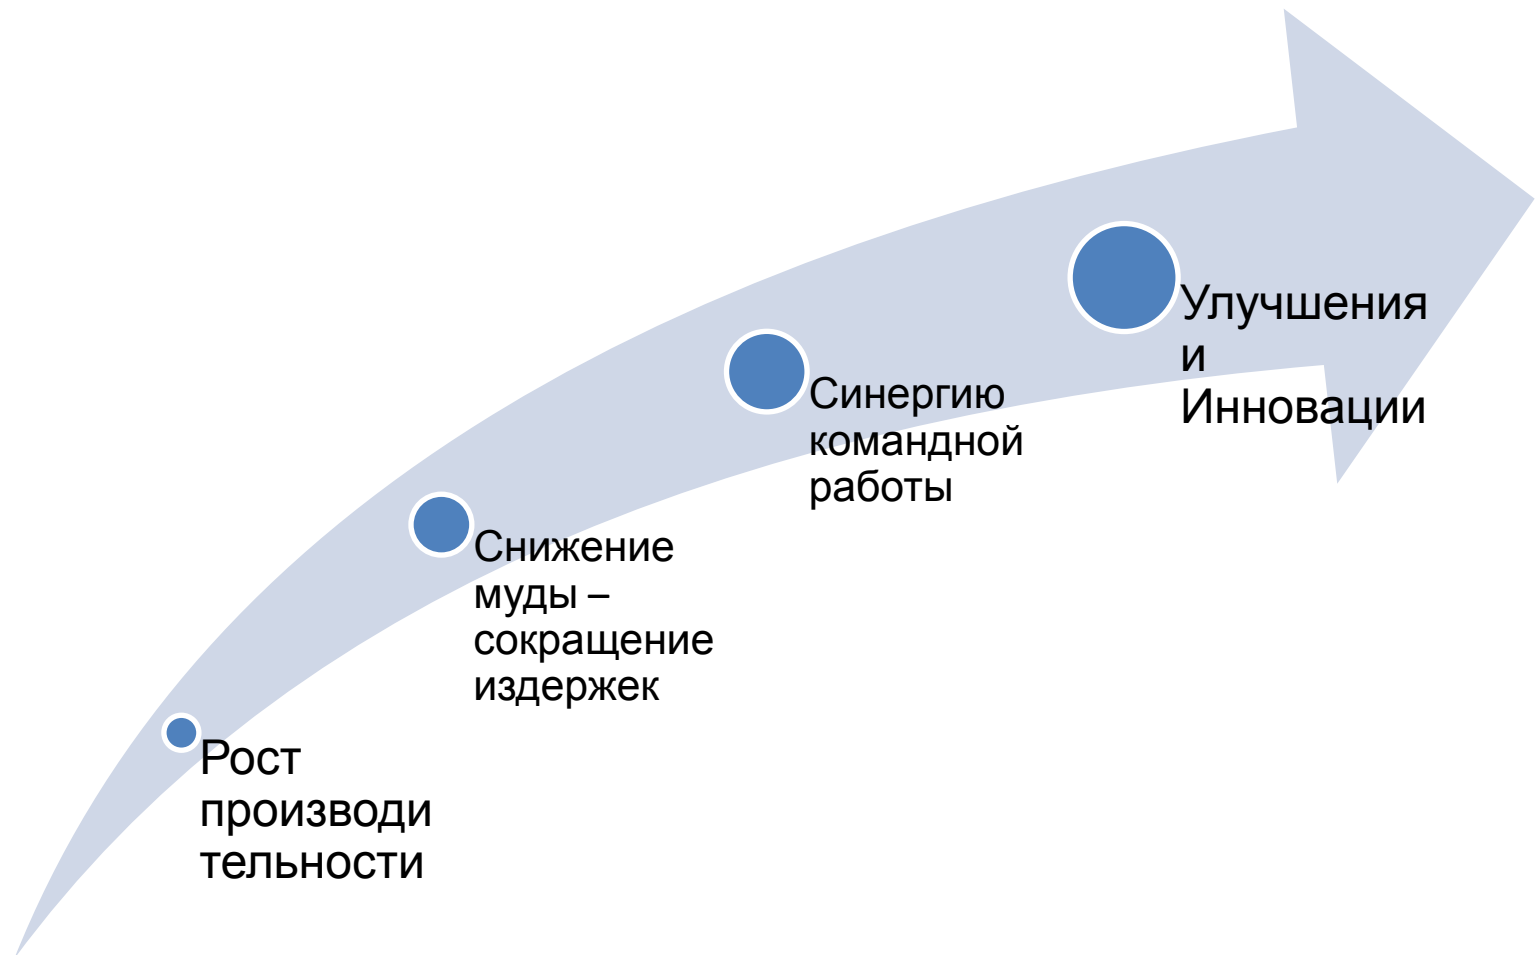 Улучшения
и
Инновации
Синергию
командной
работы
Снижение
муды –
сокращение
издержек
Рост
производи
тельности